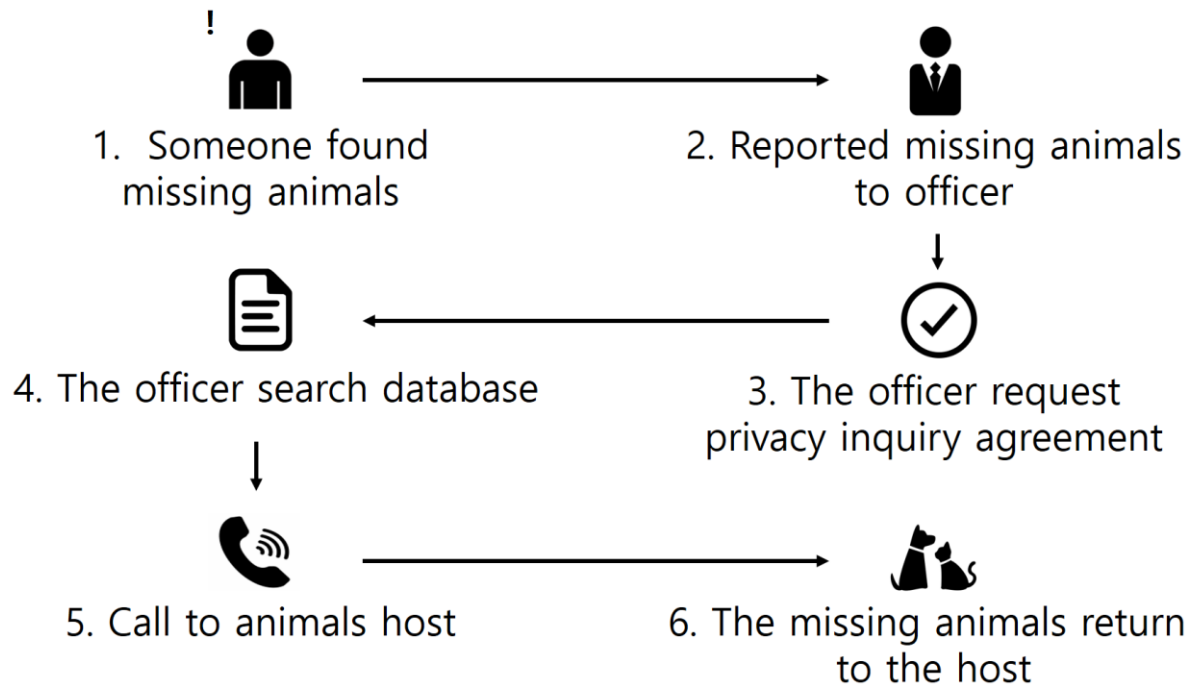 !
1. Someone found
missing animals
2. Reported missing animals
to officer
3. The officer request
privacy inquiry agreement
4. The officer search database
5. Call to animals host
6. The missing animals return
to the host